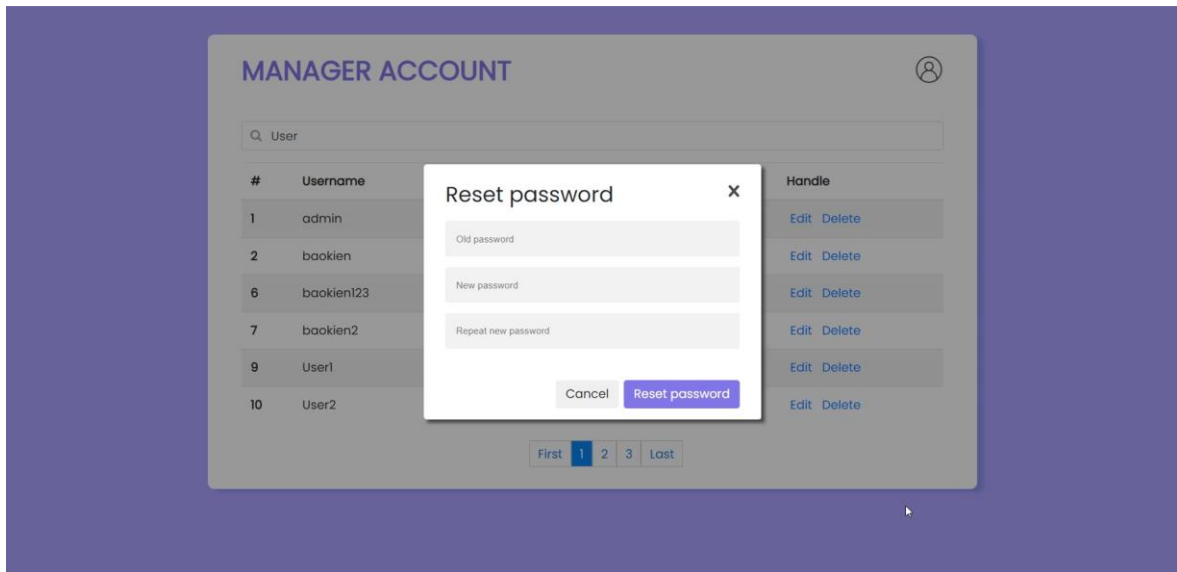 MANAGER ACCOUNT
User
# Username Handle
Reset password X
1 admin Edit Delete
Old password
2 baokien Edit Delete
New password
6 baokien123 Edit Delete
7 baokien2 Edit Delete
Repeat new password
9 User1 Edit Delete
Cancel Reset password
10 User2 Edit Delete
First 1 2 3 Last